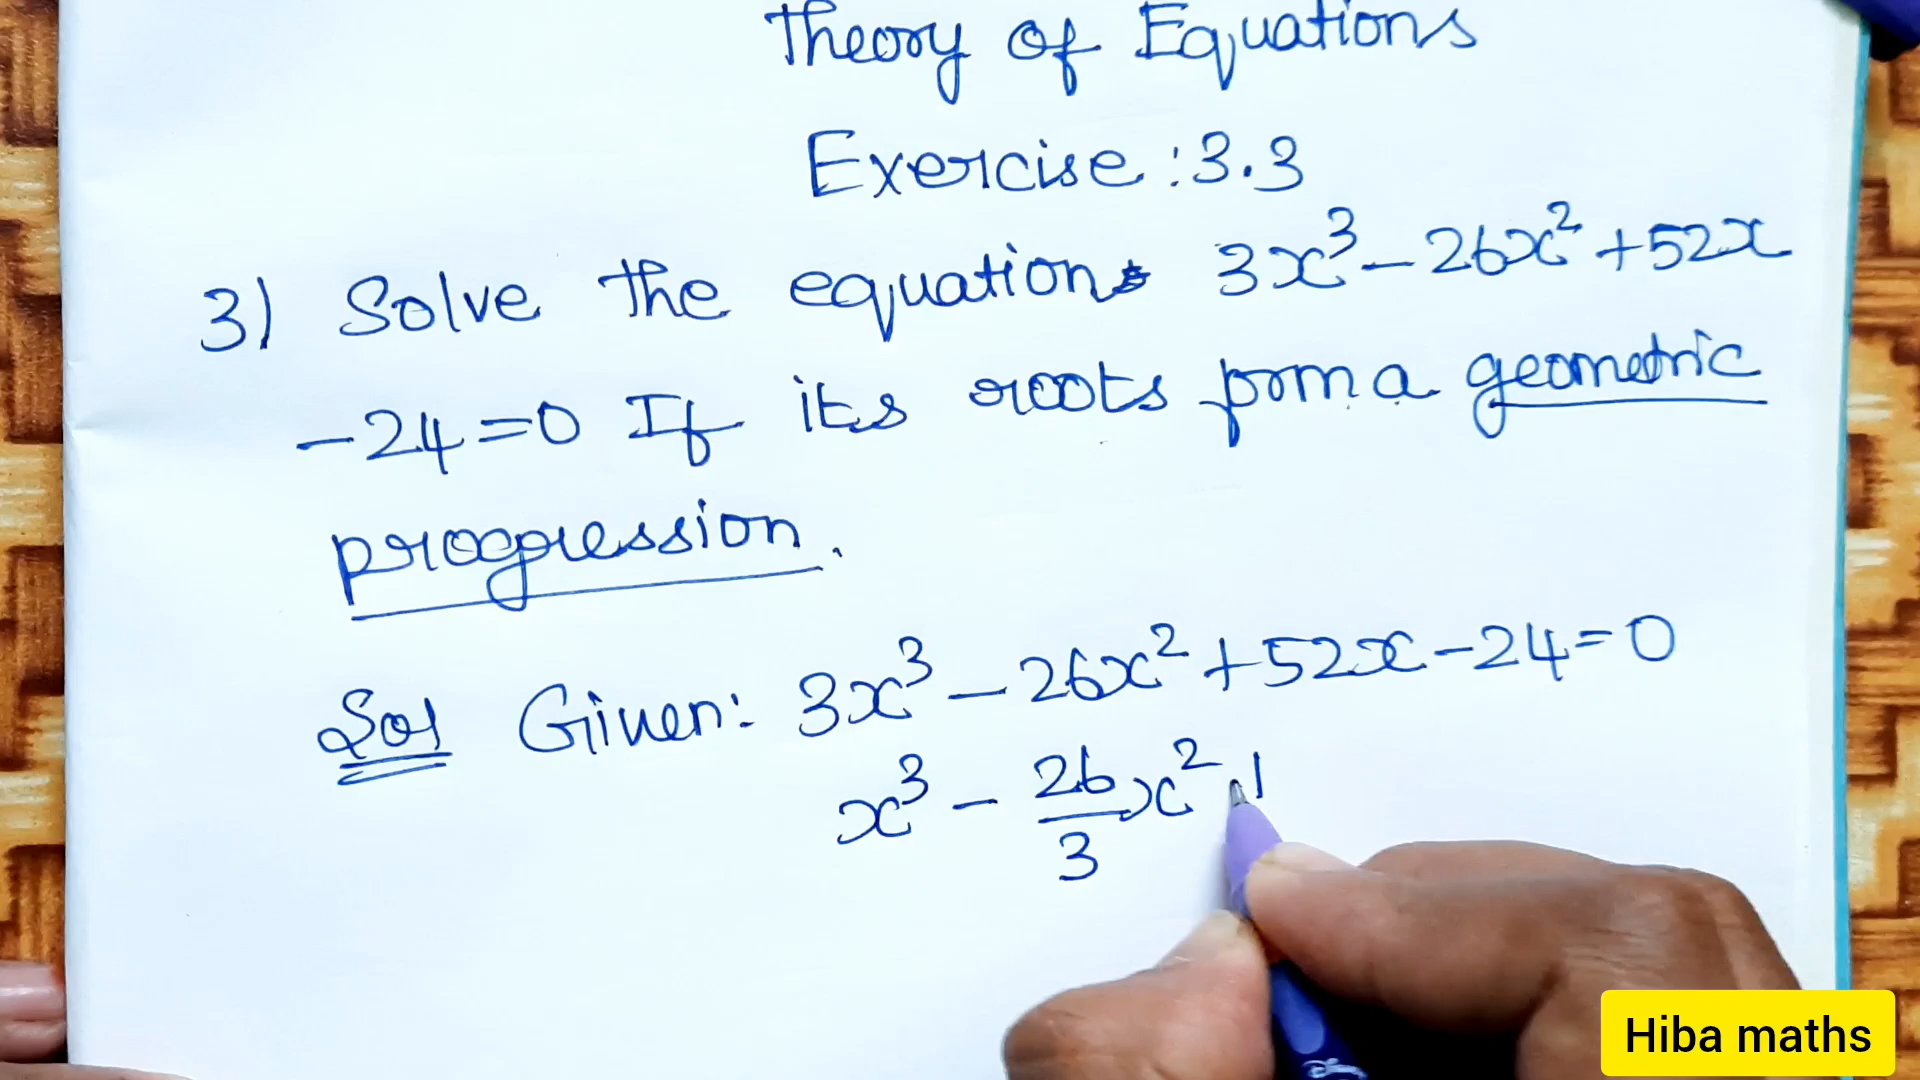 Theory of Equations
Exercise : 3.3
3) Solve the equation 3x³ - 26x² + 52x
- 24 = 0 If its roots form a geometric
progression.
Sol Given: 3x³ - 26x² + 52x - 24 = 0
x³ - 26/3 x² +
Hiba maths